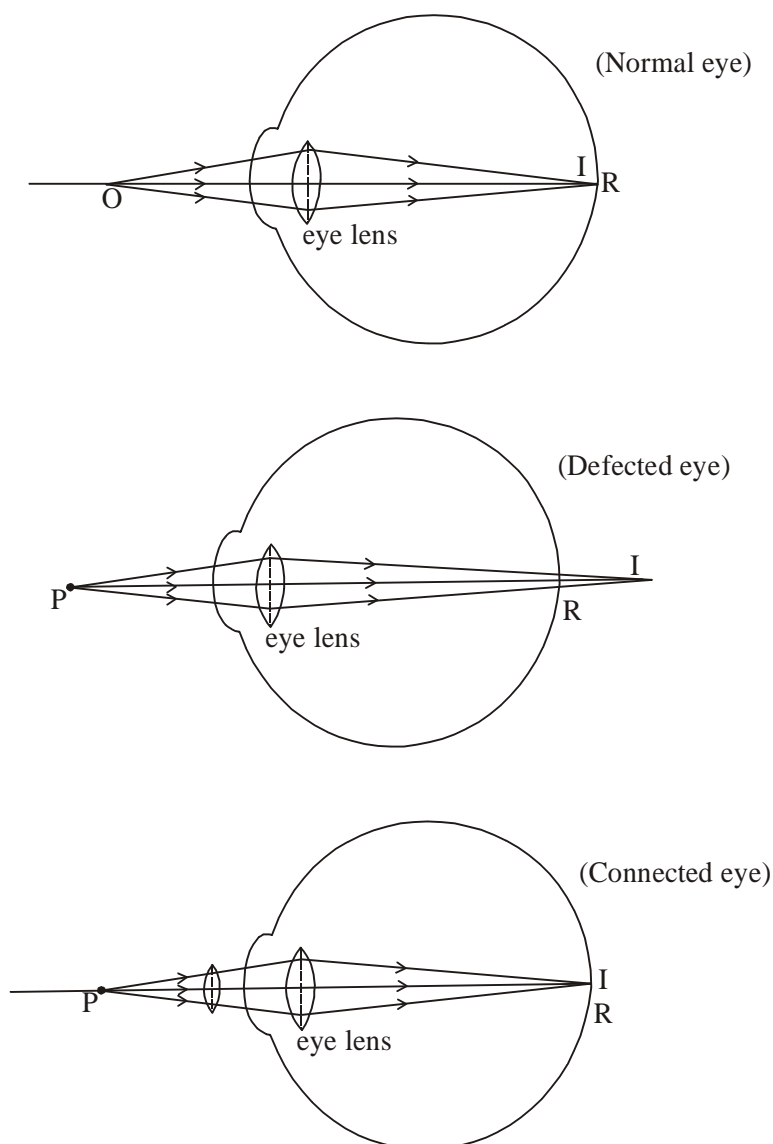 (Normal eye)
I
O
R
eye lens
(Defected eye)
I
P
R
eye lens
(Connected eye)
I
P
R
eye lens